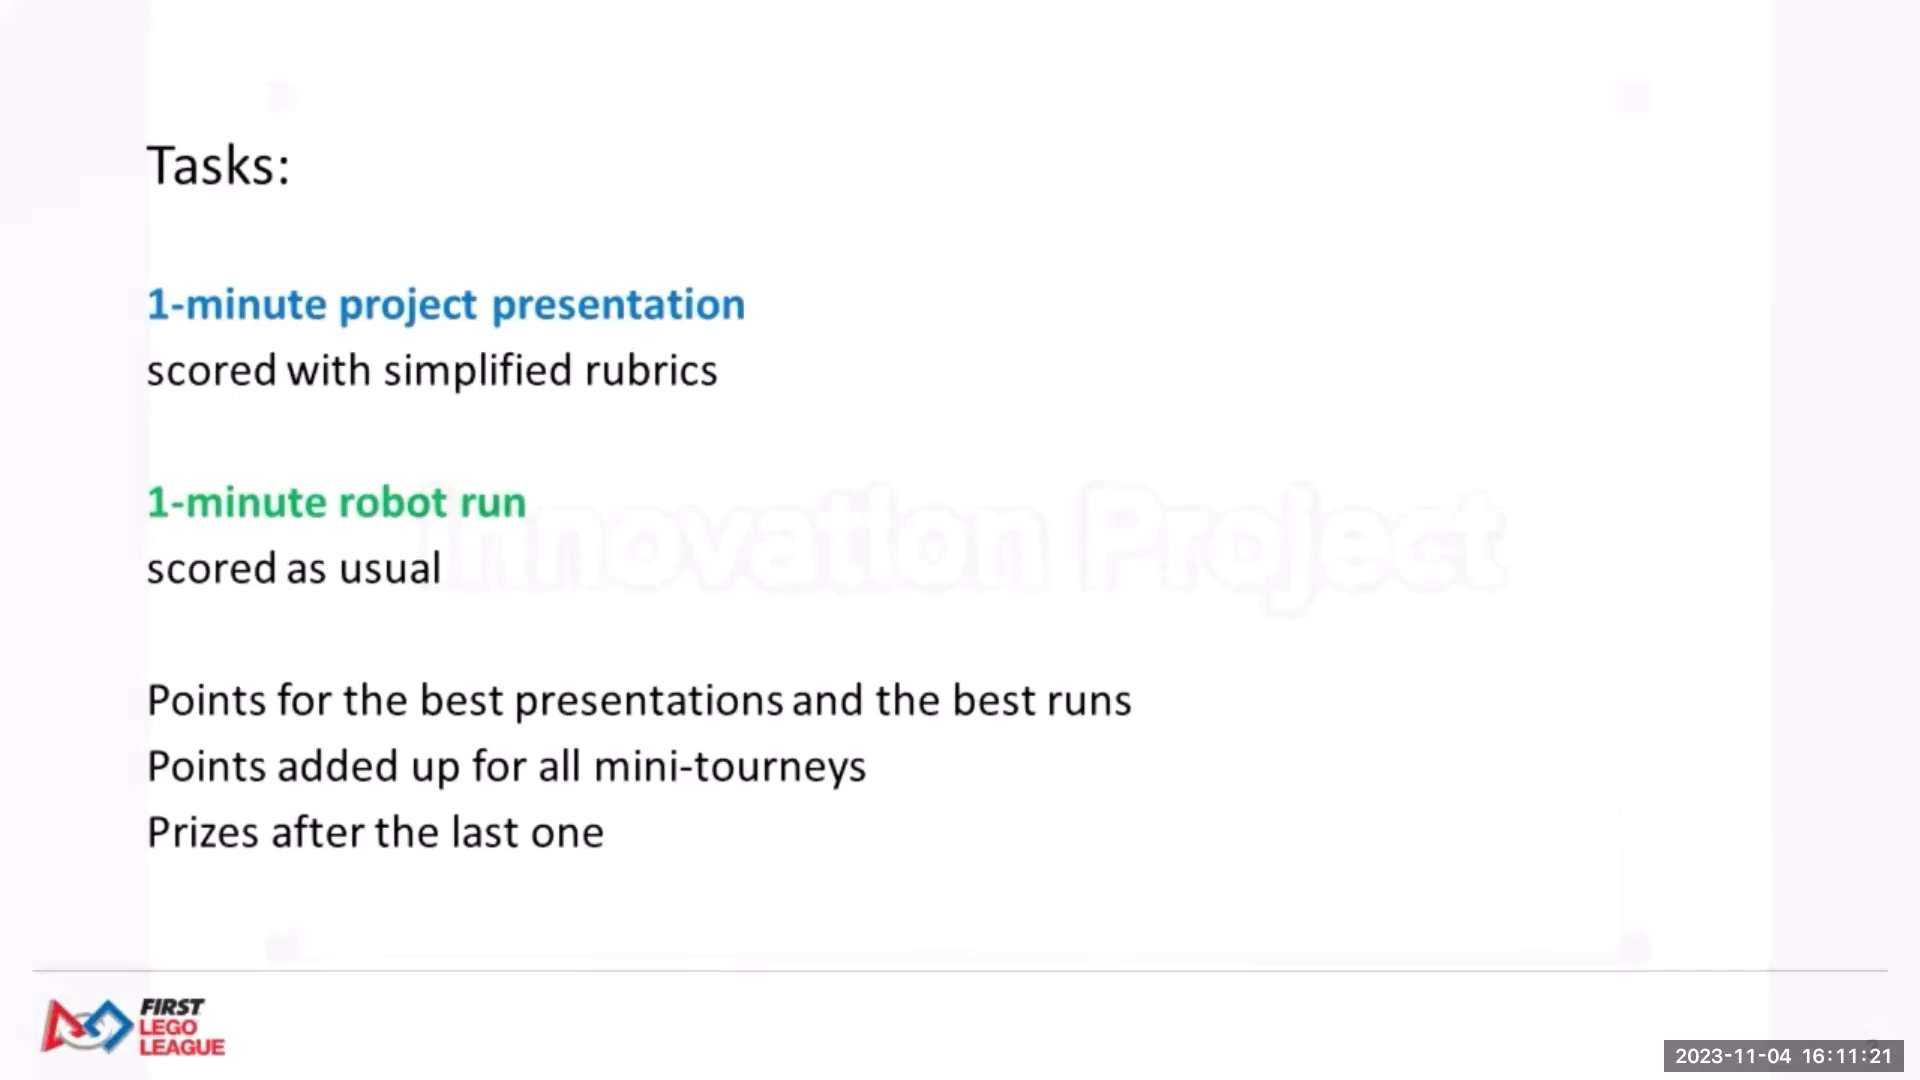 Tasks:
1-minute project presentation
scored with simplified rubrics
1-minute robot run
scored as usual
Innovation Project
Points for the best presentations and the best runs
Points added up for all mini-tourneys
Prizes after the last one
FIRST
LEGO
LEAGUE
2023-11-04 16:11:21